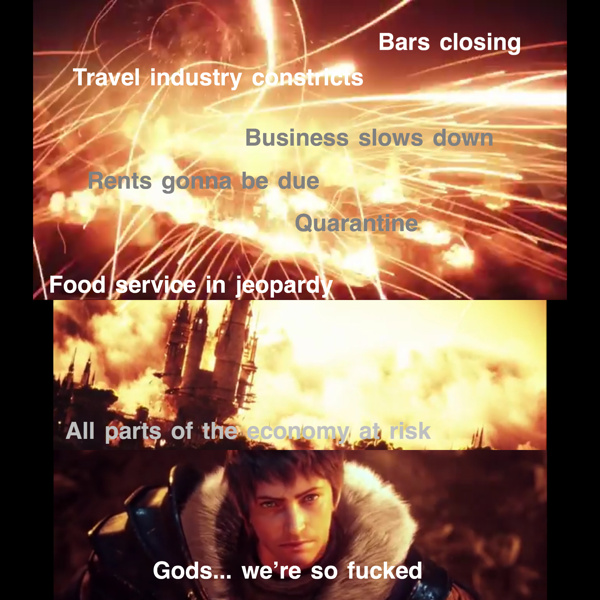 Bars closing
Travel industry constricts
Business slows down
Rents gonna be due
Quarantine
Food service in jeopardy
All parts of the economy at risk
Gods... we're so fucked